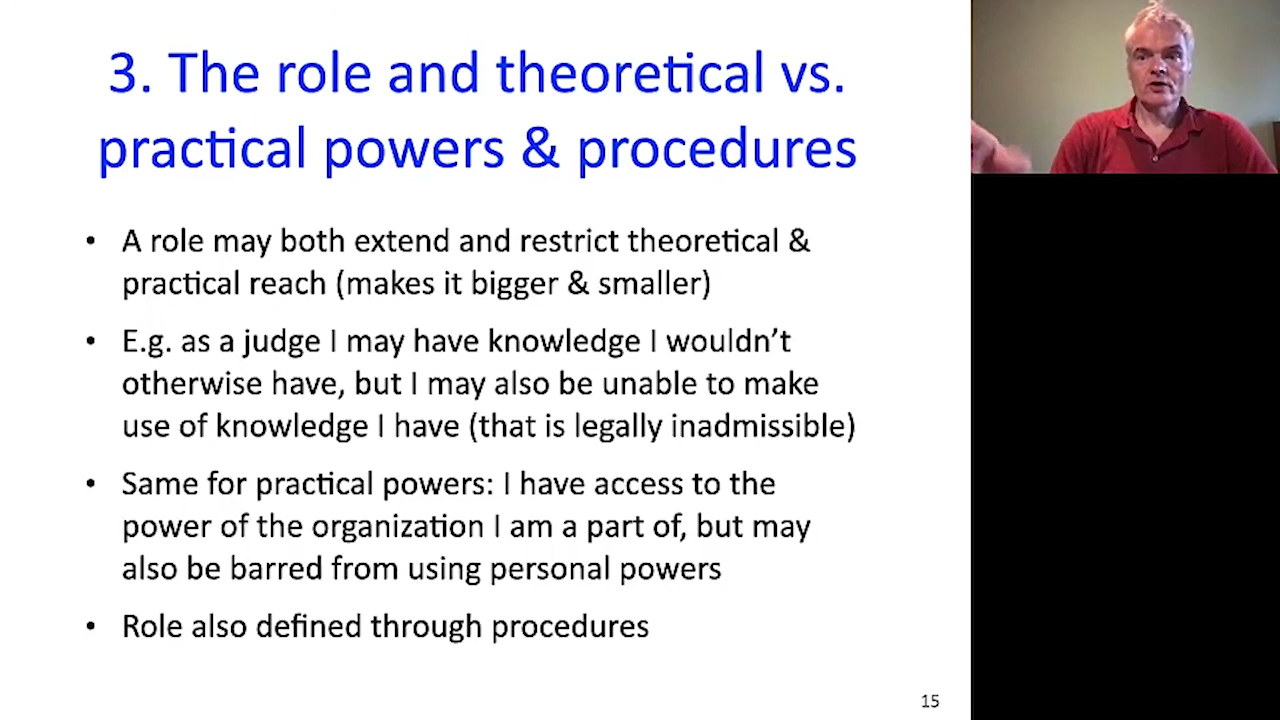 3. The role and theoretical vs.
practical powers & procedures
• A role may both extend and restrict theoretical &
practical reach (makes it bigger & smaller)
• E.g. as a judge I may have knowledge I wouldn’t
otherwise have, but I may also be unable to make
use of knowledge I have (that is legally inadmissible)
• Same for practical powers: I have access to the
power of the organization I am a part of, but may
also be barred from using personal powers
• Role also defined through procedures
15